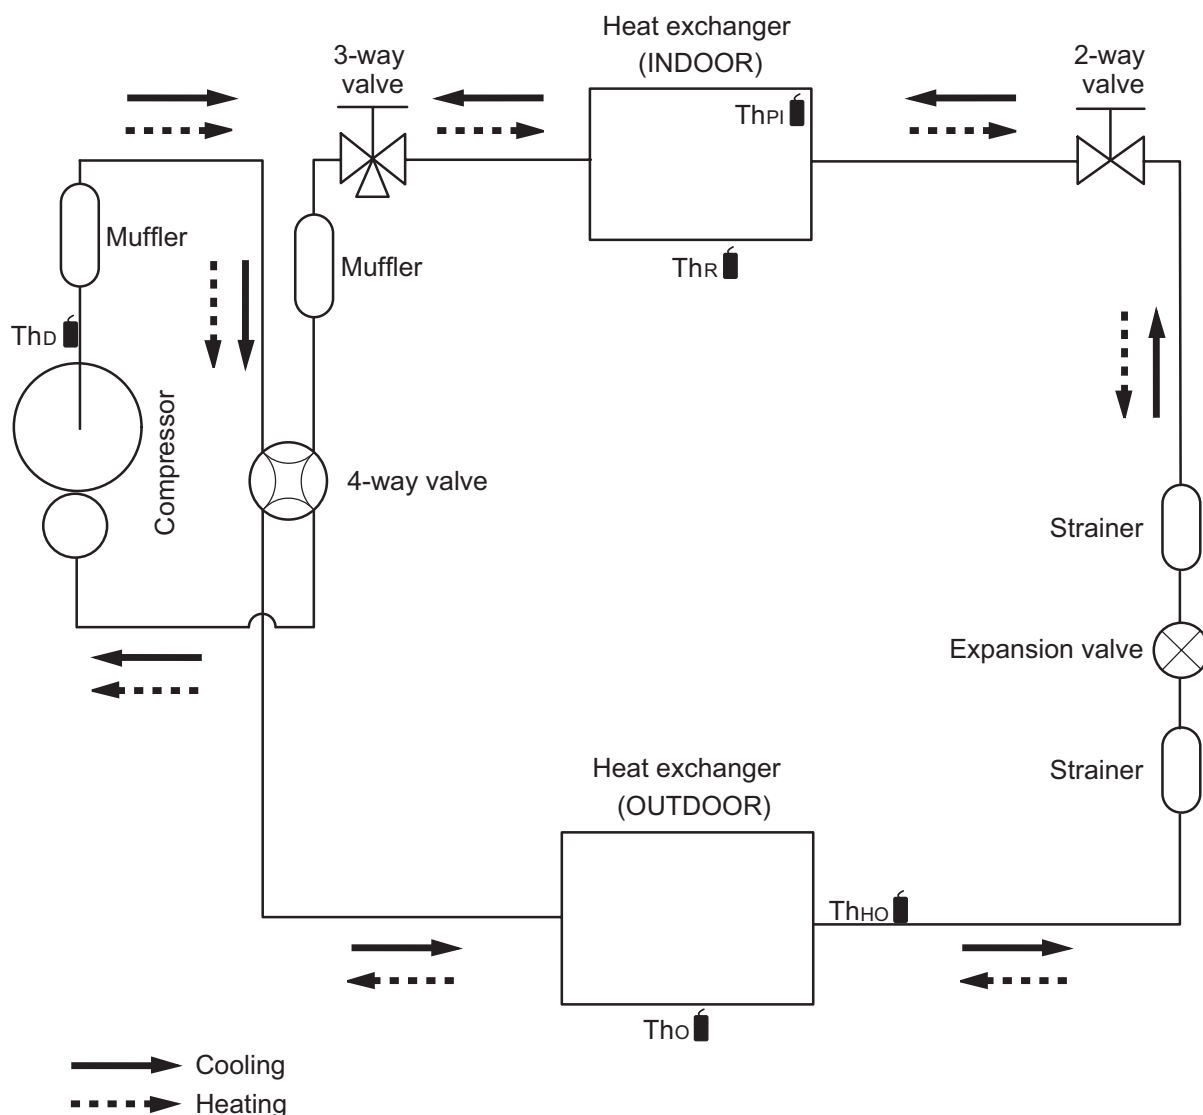 Heat exchanger
(INDOOR)
3-way
valve
2-way
valve
ThPI
Muffler
Muffler
ThR
ThD
Compressor
4-way valve
Strainer
Expansion valve
Strainer
Heat exchanger
(OUTDOOR)
ThHO
ThO
Cooling
Heating